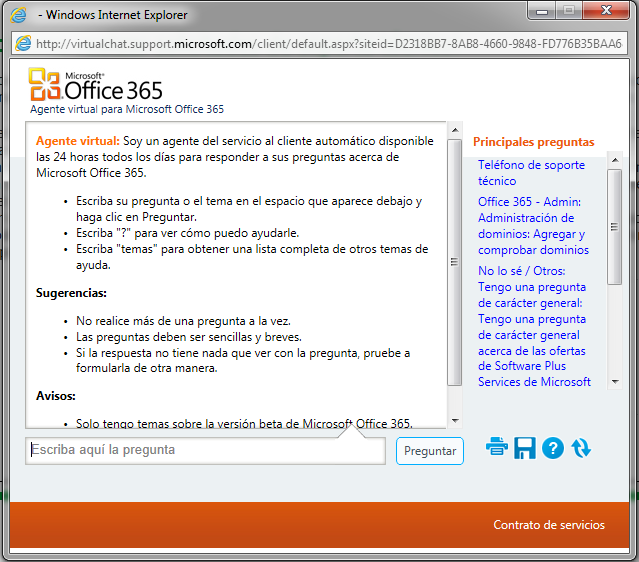 - Windows Internet Explorer
http://virtualchat.support.microsoft.com/client/default.aspx?siteid=D2318BB7-8AB8-4660-9848-FD776B35BAA6
Microsoft®
Office 365
Agente virtual para Microsoft Office 365
Agente virtual: Soy un agente del servicio al cliente automático disponible
las 24 horas todos los días para responder a sus preguntas acerca de
Microsoft Office 365.
• Escriba su pregunta o el tema en el espacio que aparece debajo y
haga clic en Preguntar.
• Escriba "?" para ver cómo puedo ayudarle.
• Escriba "temas" para obtener una lista completa de otros temas de
ayuda.
Sugerencias:
• No realice más de una pregunta a la vez.
• Las preguntas deben ser sencillas y breves.
• Si la respuesta no tiene nada que ver con la pregunta, pruebe a
formularla de otra manera.
Avisos:
• Solo tengo temas sobre la versión beta de Microsoft Office 365.
Principales preguntas
Teléfono de soporte
técnico
Office 365 - Admin:
Administración de
dominios: Agregar y
comprobar dominios
No lo sé / Otros:
Tengo una pregunta
de carácter general:
Tengo una pregunta
de carácter general
acerca de las ofertas
de Software Plus
Services de Microsoft
Escriba aquí la pregunta
Preguntar
?
Contrato de servicios